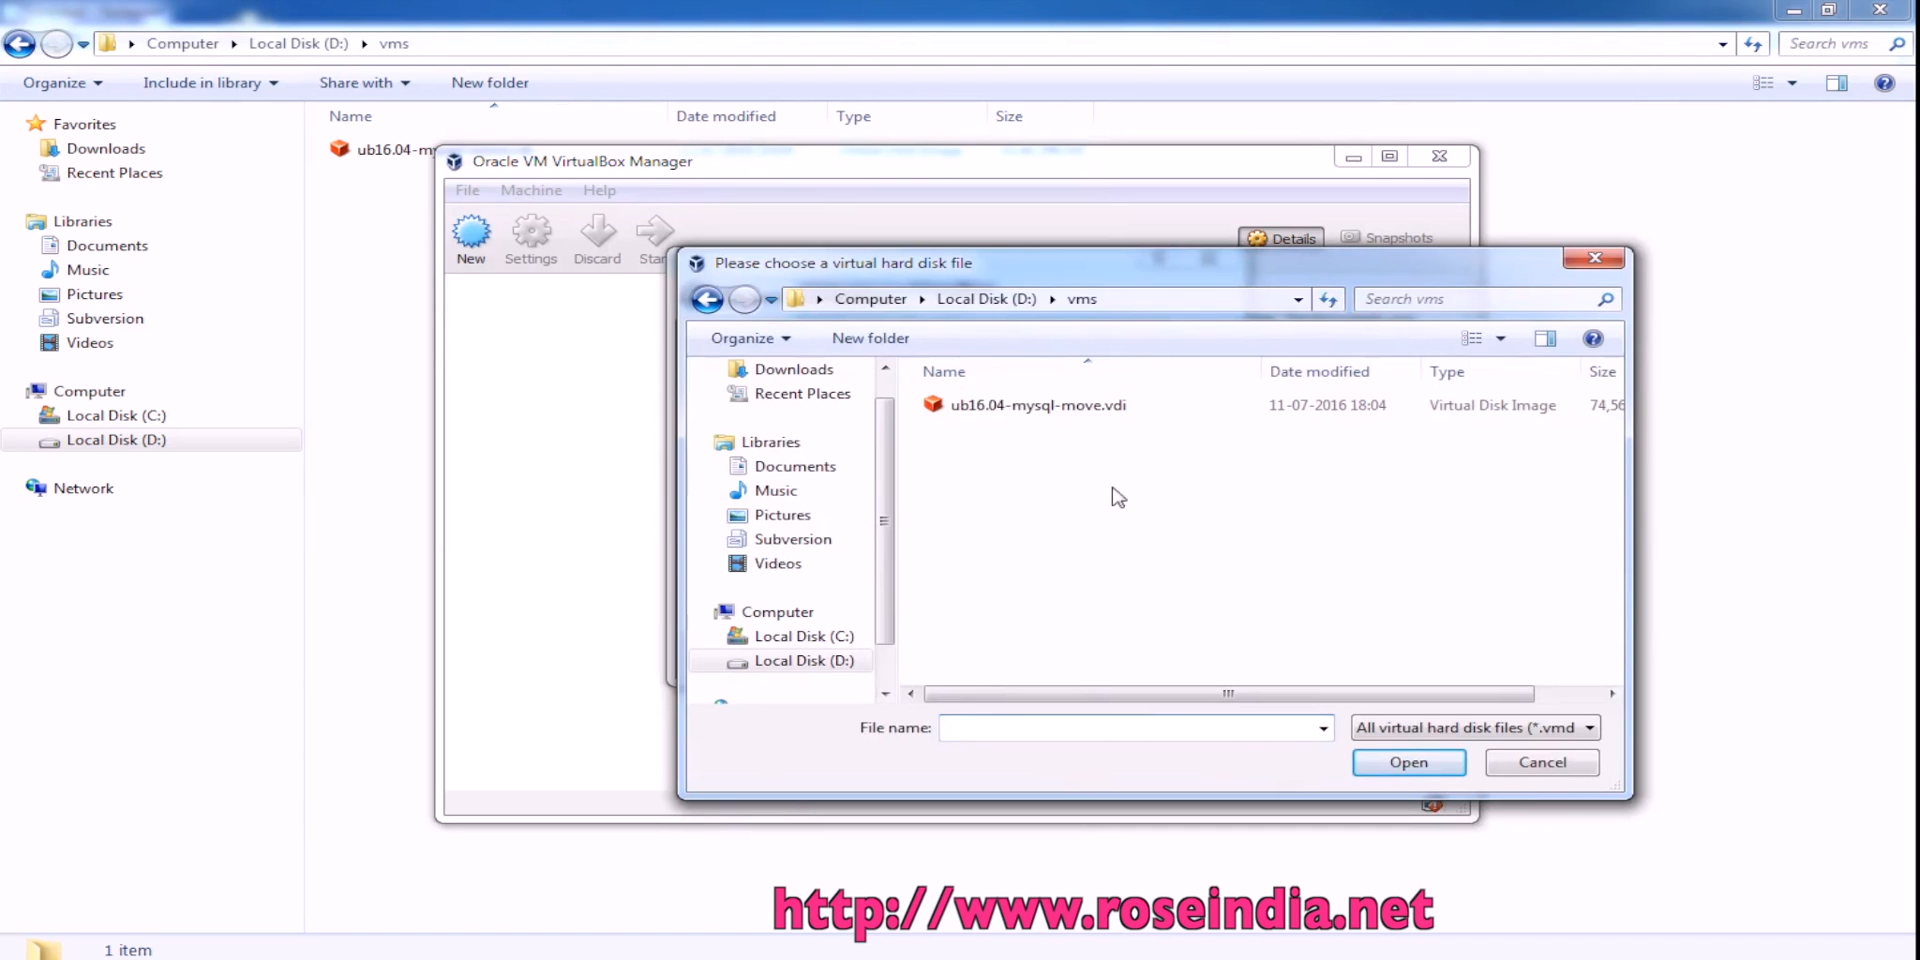 Computer Local Disk (D:) vms
Search vms
Organize Include in library Share with New folder
Favorites
Downloads
Recent Places
Libraries
Documents
Music
Pictures
Subversion
Videos
Computer
Local Disk (C:)
Local Disk (D:)
Network
Name Date modified Type Size
ub16.04-m
Oracle VM VirtualBox Manager
File Machine Help
New Settings Discard Star
Details Snapshots
Please choose a virtual hard disk file
Computer Local Disk (D:) vms
Search vms
Organize New folder
Downloads
Recent Places
Libraries
Documents
Music
Pictures
Subversion
Videos
Computer
Local Disk (C:)
Local Disk (D:)
Name Date modified Type Size
ub16.04-mysql-move.vdi 11-07-2016 18:04 Virtual Disk Image 74,56
File name:
All virtual hard disk files (*.vmd
Open Cancel
http://www.roseindia.net
1 item